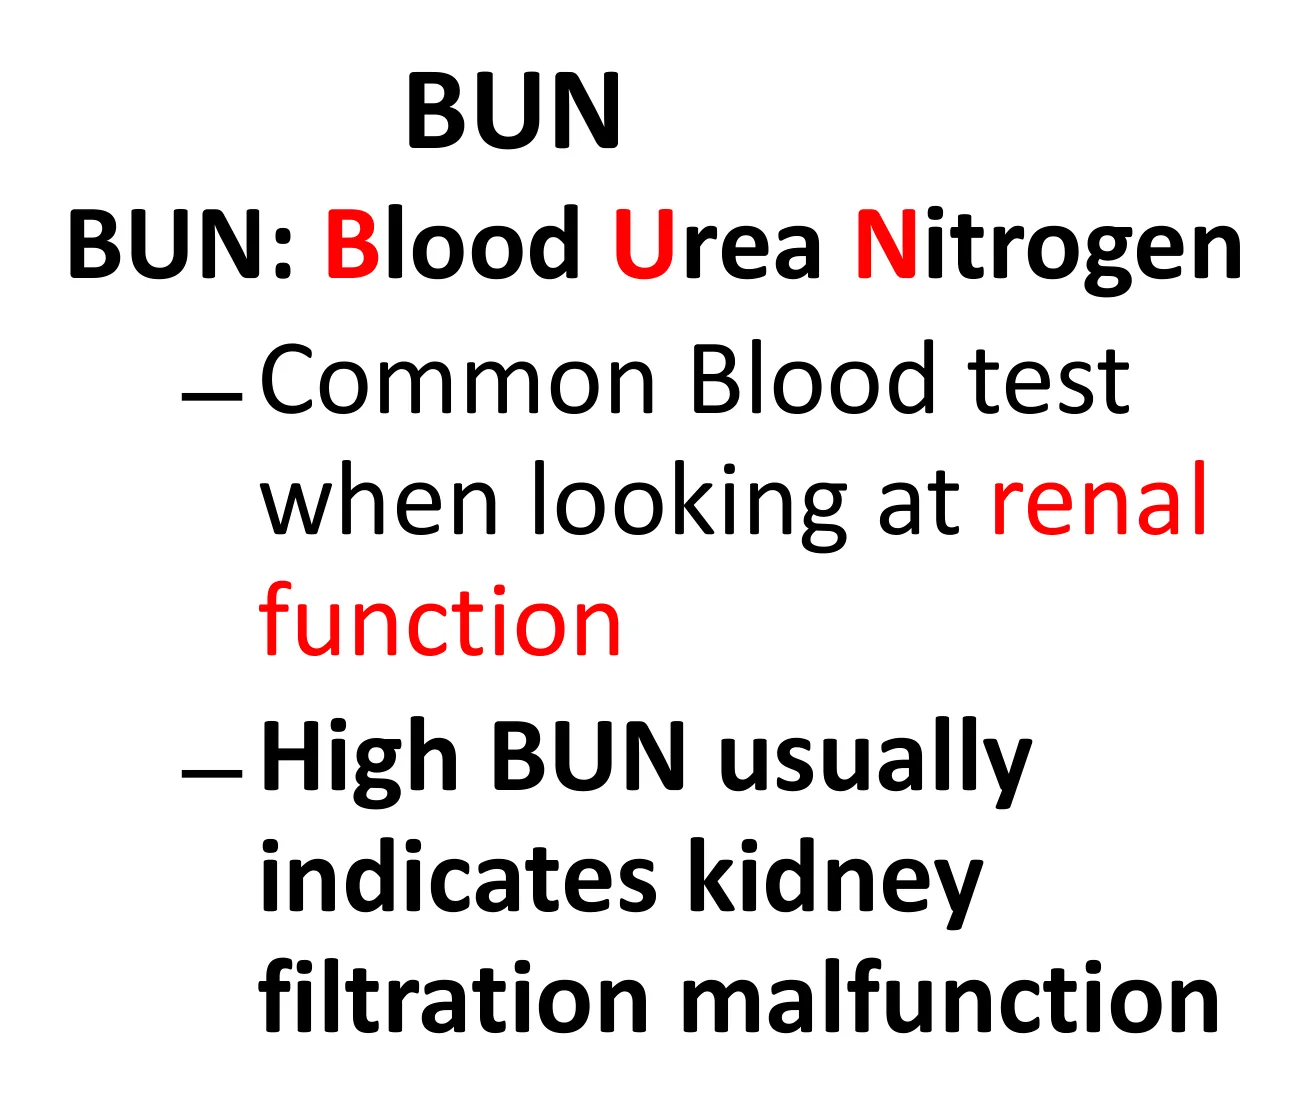 BUN
BUN: Blood Urea Nitrogen
– Common Blood test
when looking at renal
function
– High BUN usually
indicates kidney
filtration malfunction